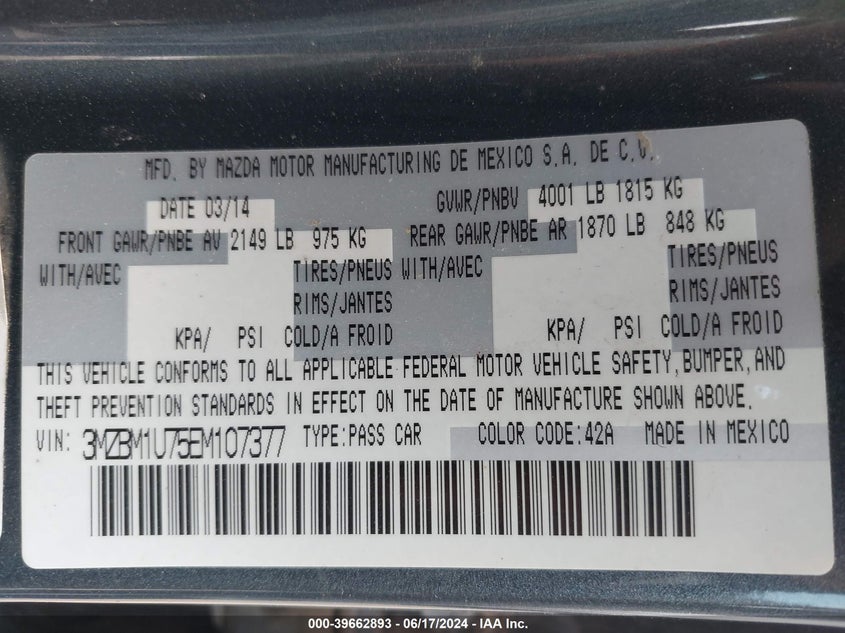 MFD. BY MAZDA MOTOR MANUFACTURING DE MEXICO S.A. DE C.V.
DATE 03/14 GVWR/PNBV 4001 LB 1815 KG
FRONT GAWR/PNBE AV 2149 LB 975 KG REAR GAWR/PNBE AR 1870 LB 848 KG
WITH/AVEC TIRES/PNEUS WITH/AVEC TIRES/PNEUS
RIMS/JANTES RIMS/JANTES
KPA/ PSI COLD/A FROID KPA/ PSI COLD/A FROID
THIS VEHICLE CONFORMS TO ALL APPLICABLE FEDERAL MOTOR VEHICLE SAFETY, BUMPER, AND
THEFT PREVENTION STANDARDS IN EFFECT ON THE DATE OF MANUFACTURE SHOWN ABOVE.
VIN: 3MZBM1U75EM107377 TYPE:PASS CAR COLOR CODE:42A MADE IN MEXICO
000-39662893 - 06/17/2024 - IAA, Inc.